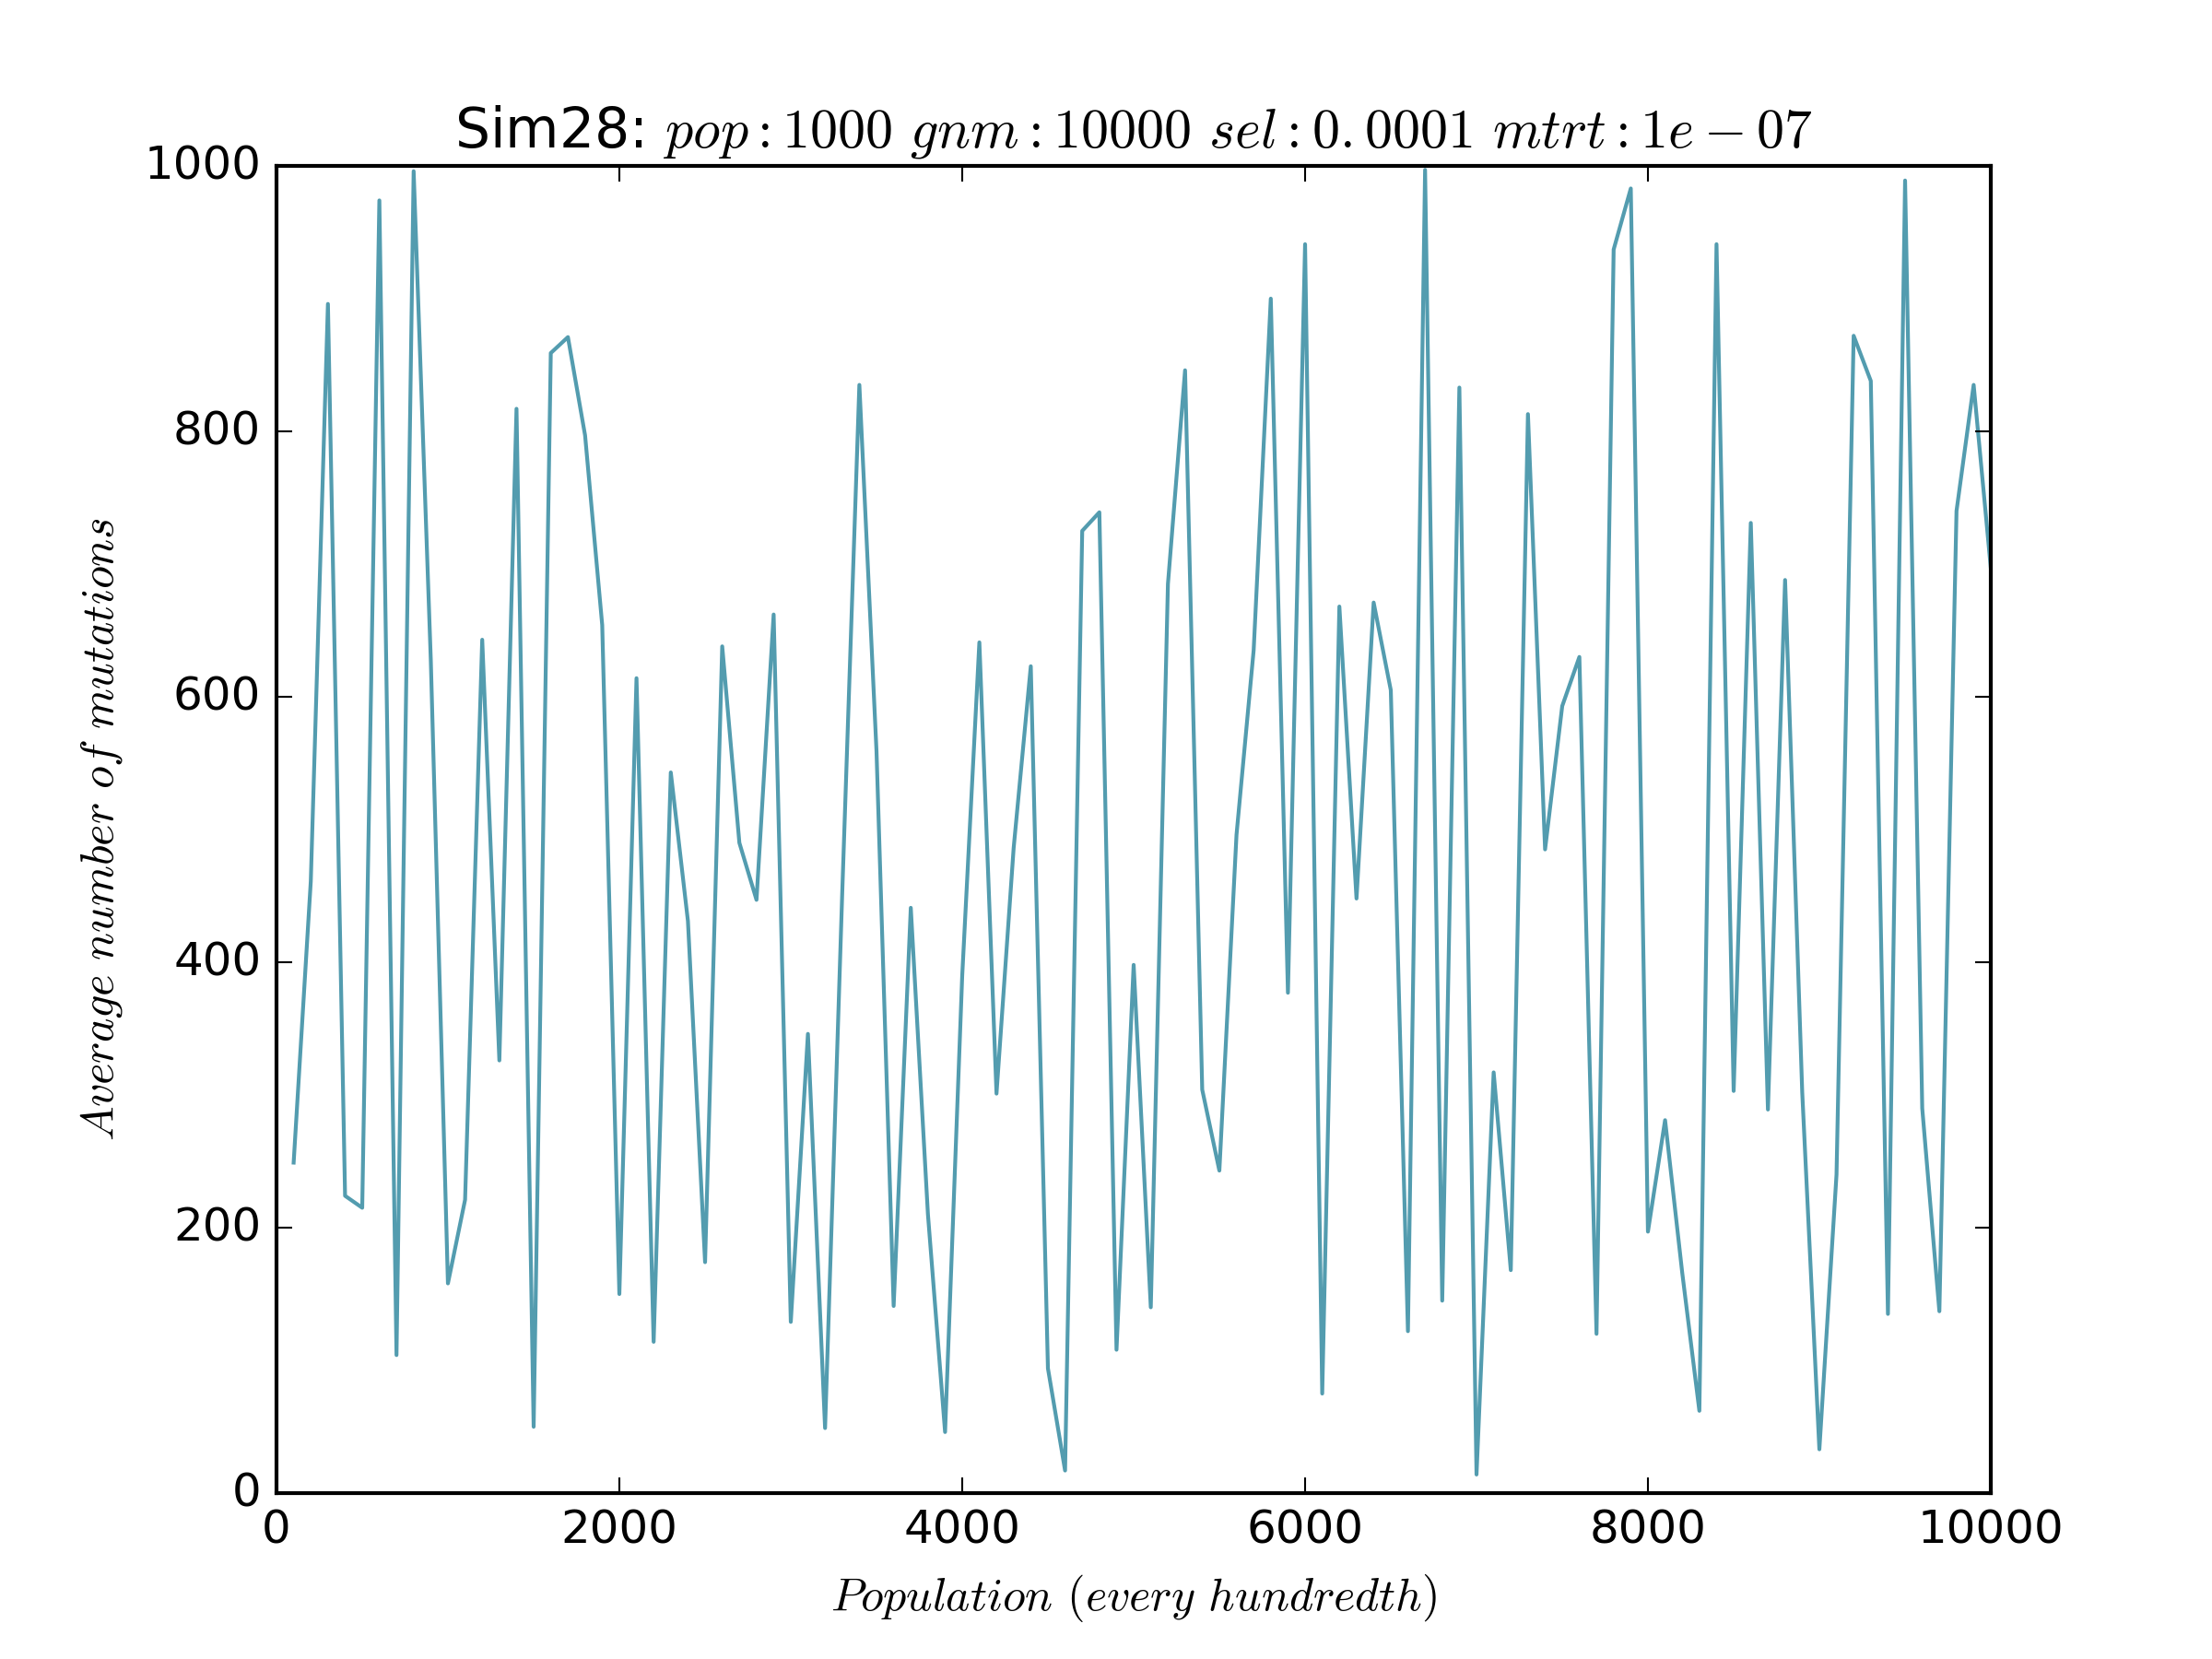 Sim28: pop : 1000 gnm : 10000 sel : 0.0001 mtrt : 1e − 07
1000
800
600
400
200
0
Average number of mutations
0 2000 4000 6000 8000 10000
Population (every hundredth)